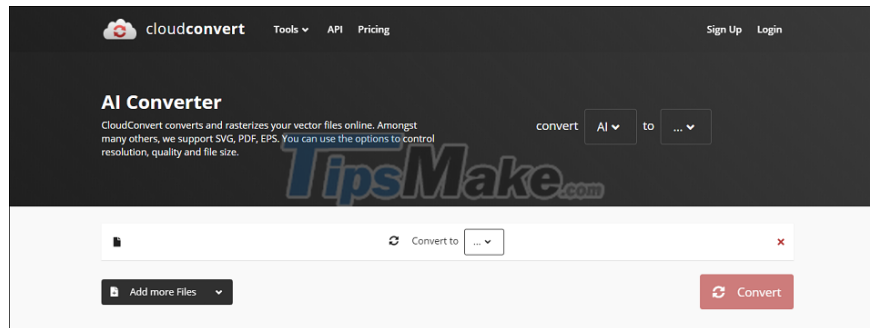 cloudconvert Tools API Pricing Sign Up Login
AI Converter
CloudConvert converts and rasterizes your vector files online. Amongst
many others, we support SVG, PDF, EPS. You can use the options to control
resolution, quality and file size.
convert AI to ...
TipsMake.com
Convert to ...
Add more Files
Convert